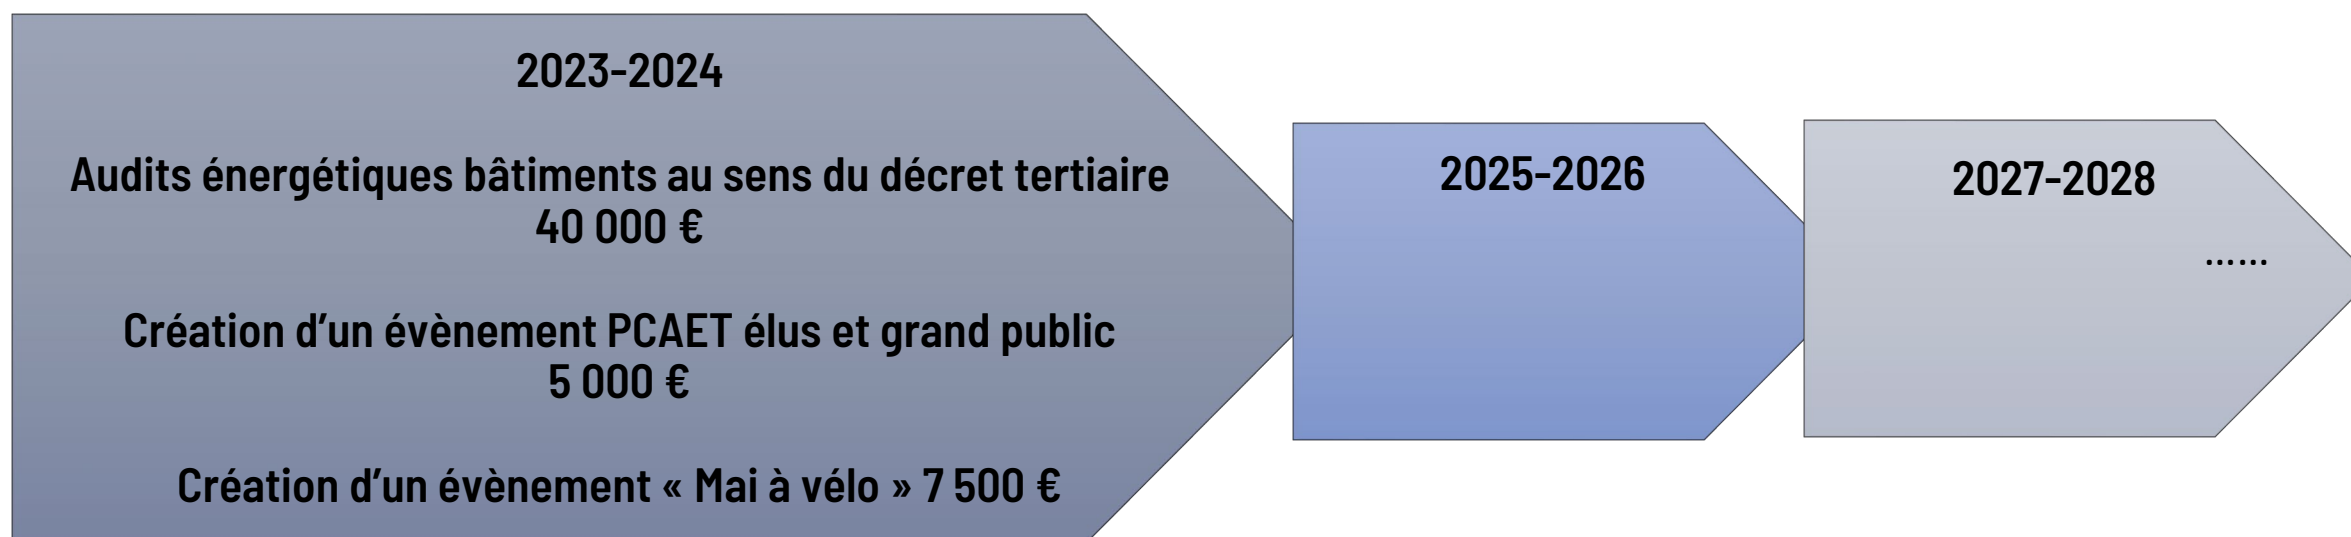 2023-2024
Audits énergétiques bâtiments au sens du décret tertiaire
40 000 €
Création d’un évènement PCAET élus et grand public
5 000 €
Création d’un évènement « Mai à vélo » 7 500 €
2025-2026
2027-2028
......